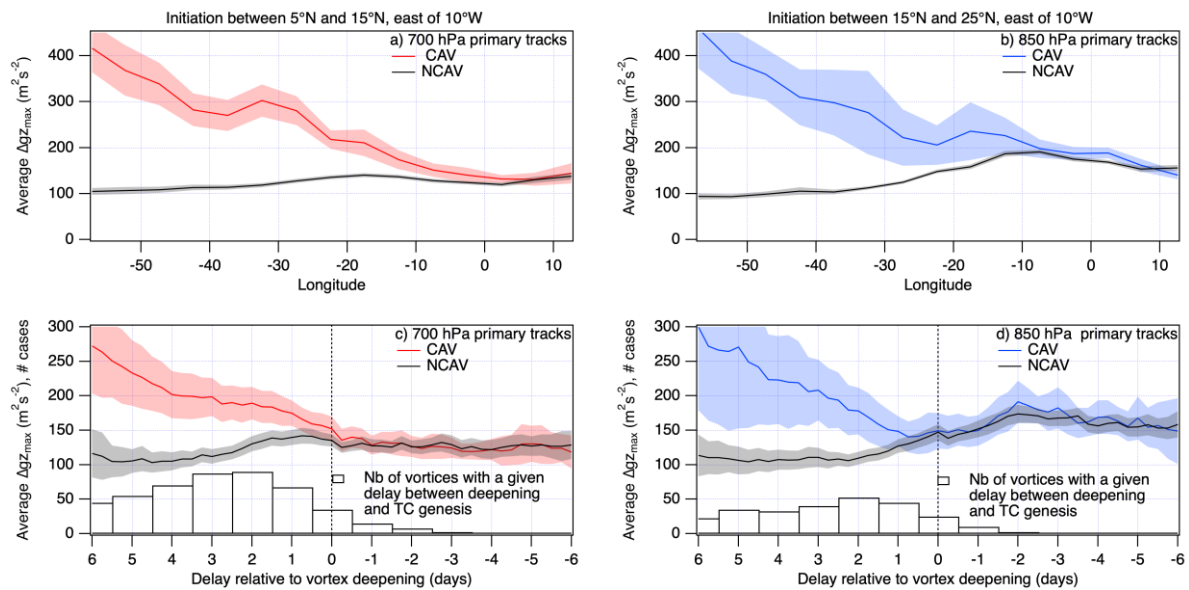 Initiation between 5°N and 15°N, east of 10°W
a) 700 hPa primary tracks
CAV
NCAV
Average Δgz_max (m²s⁻²)
400
300
200
100
0
-50
-40
-30
-20
-10
0
10
Longitude
Initiation between 15°N and 25°N, east of 10°W
b) 850 hPa primary tracks
CAV
NCAV
Average Δgz_max (m²s⁻²)
400
300
200
100
0
-50
-40
-30
-20
-10
0
10
Longitude
c) 700 hPa primary tracks
CAV
NCAV
Average Δgz_max (m²s⁻²), # cases
300
250
200
150
100
50
0
Nb of vortices with a given
delay between deepening
and TC genesis
6
5
4
3
2
1
0
-1
-2
-3
-4
-5
-6
Delay relative to vortex deepening (days)
d) 850 hPa primary tracks
CAV
NCAV
Average Δgz_max (m²s⁻²), # cases
300
250
200
150
100
50
0
Nb of vortices with a given
delay between deepening
and TC genesis
6
5
4
3
2
1
0
-1
-2
-3
-4
-5
-6
Delay relative to vortex deepening (days)